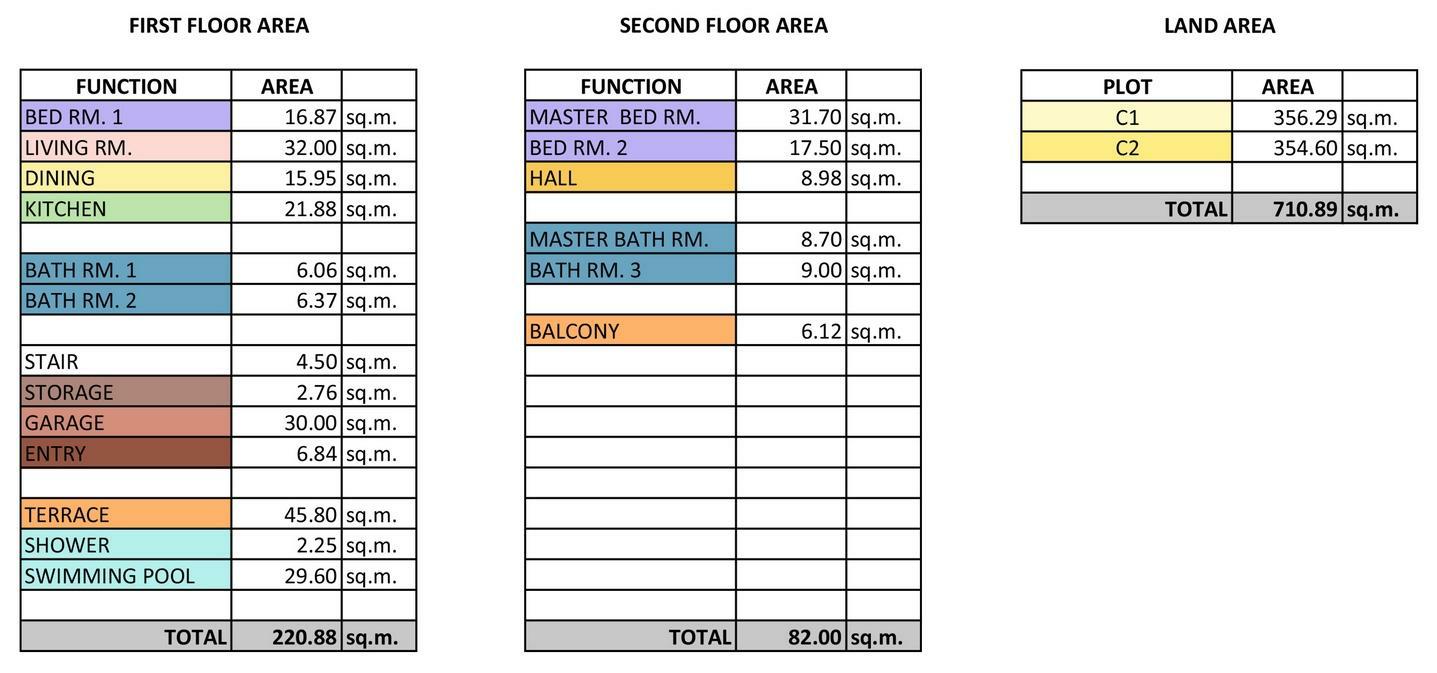 FIRST FLOOR AREA
FUNCTION AREA
BED RM. 1 16.87 sq.m.
LIVING RM. 32.00 sq.m.
DINING 15.95 sq.m.
KITCHEN 21.88 sq.m.
BATH RM. 1 6.06 sq.m.
BATH RM. 2 6.37 sq.m.
STAIR 4.50 sq.m.
STORAGE 2.76 sq.m.
GARAGE 30.00 sq.m.
ENTRY 6.84 sq.m.
TERRACE 45.80 sq.m.
SHOWER 2.25 sq.m.
SWIMMING POOL 29.60 sq.m.
TOTAL 220.88 sq.m.
SECOND FLOOR AREA
FUNCTION AREA
MASTER BED RM. 31.70 sq.m.
BED RM. 2 17.50 sq.m.
HALL 8.98 sq.m.
MASTER BATH RM. 8.70 sq.m.
BATH RM. 3 9.00 sq.m.
BALCONY 6.12 sq.m.
TOTAL 82.00 sq.m.
LAND AREA
PLOT AREA
C1 356.29 sq.m.
C2 354.60 sq.m.
TOTAL 710.89 sq.m.